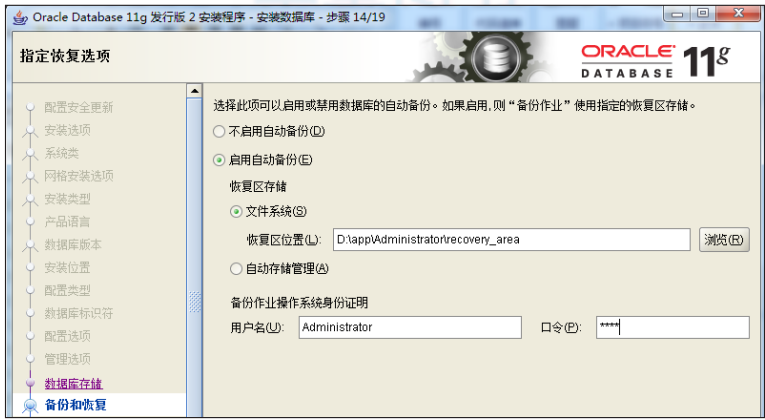 Oracle Database 11g 发行版 2 安装程序 - 安装数据库 - 步骤 14/19
指定恢复选项
ORACLE
DATABASE 11g
配置安全更新
安装选项
系统类
网格安装选项
安装类型
产品语言
数据库版本
安装位置
配置类型
数据库标识符
配置选项
管理选项
数据库存储
备份和恢复
选择此项可以启用或禁用数据库的自动备份。如果启用,则“备份作业”使用指定的恢复区存储。
不启用自动备份(D)
启用自动备份(E)
恢复区存储
文件系统(S)
恢复区位置(L): D:\app\Administrator\recovery_area 浏览(R)
自动存储管理(A)
备份作业操作系统身份证明
用户名(U): Administrator 口令(P): ****